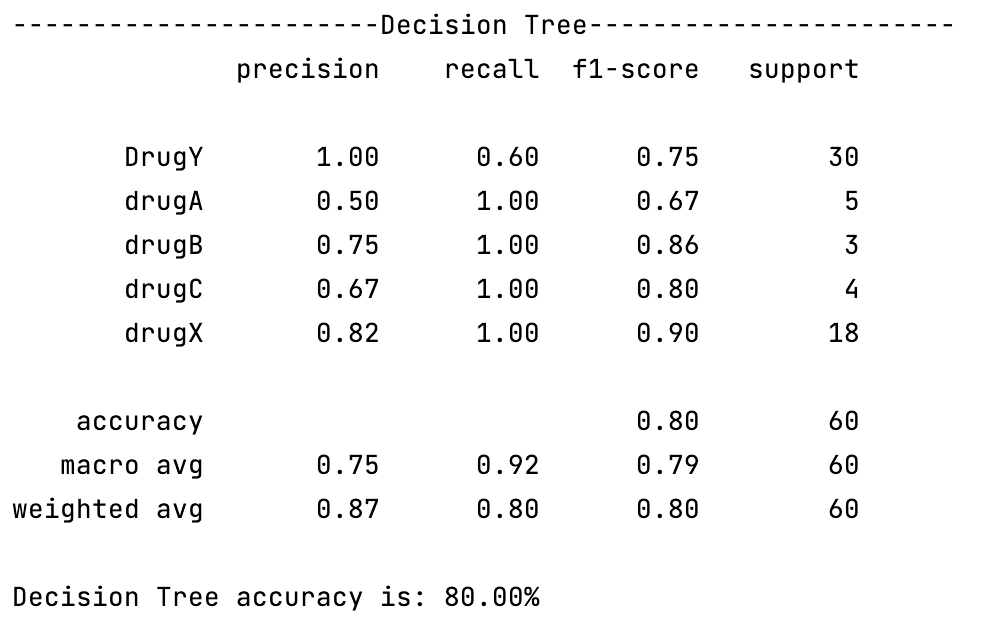 -----------------------Decision Tree-----------------------
              precision    recall  f1-score   support

       DrugY       1.00      0.60      0.75        30
       drugA       0.50      1.00      0.67         5
       drugB       0.75      1.00      0.86         3
       drugC       0.67      1.00      0.80         4
       drugX       0.82      1.00      0.90        18

    accuracy                           0.80        60
   macro avg       0.75      0.92      0.79        60
weighted avg       0.87      0.80      0.80        60

Decision Tree accuracy is: 80.00%